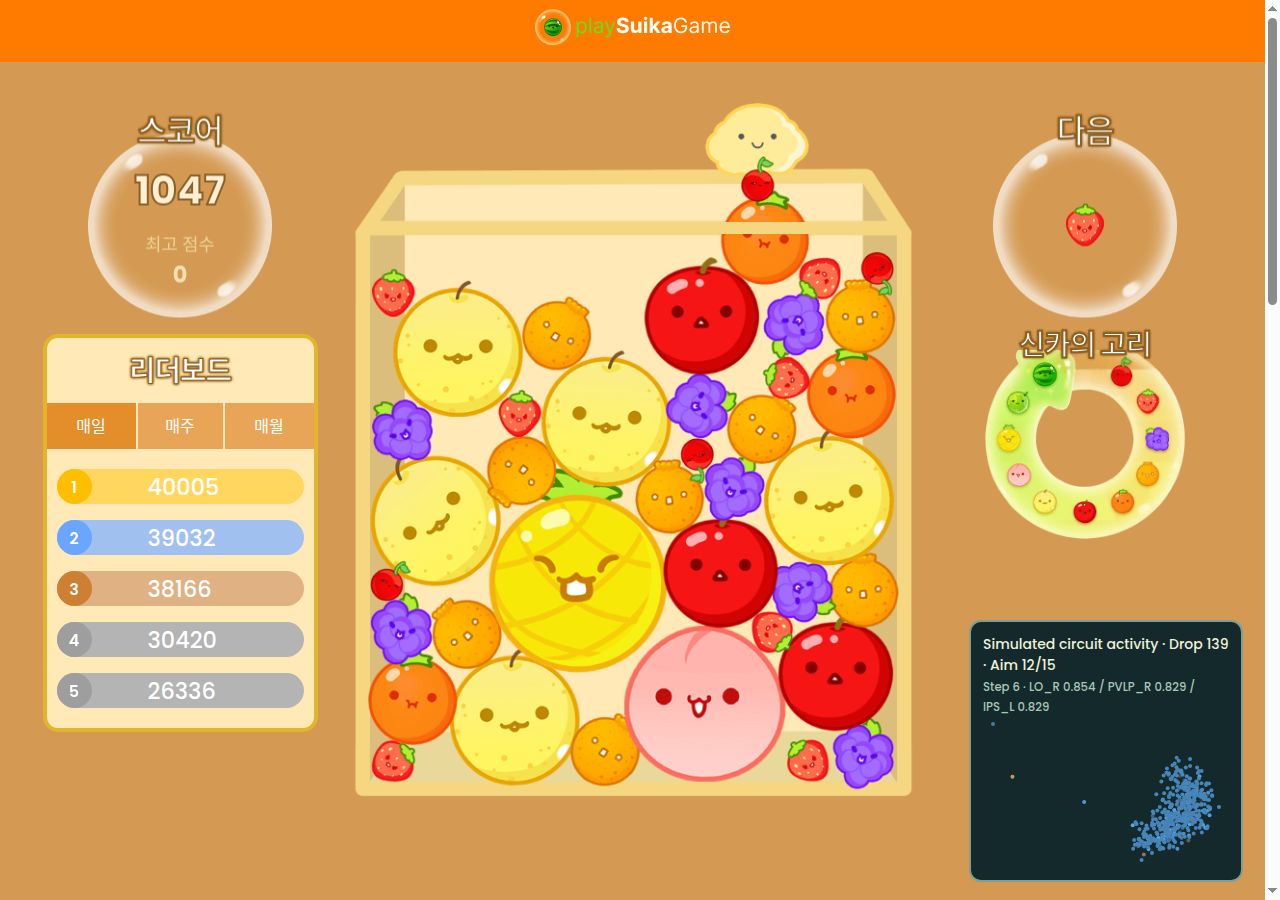 playSuikaGame
스코어
1047
최고 점수
0
리더보드
매일 매주 매월
1 40005
2 39032
3 38166
4 30420
5 26336
다음
신카의 고리
Simulated circuit activity · Drop 139
· Aim 12/15
Step 6 · LO_R 0.854 / PVLP_R 0.829 /
IPS_L 0.829